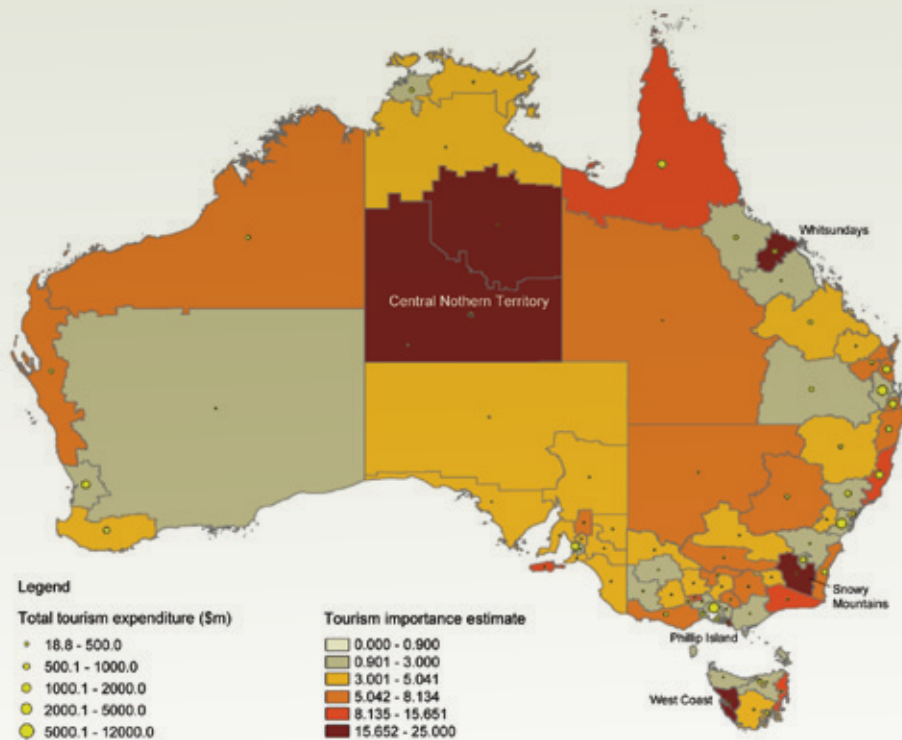 Whitsundays
Central Nothern Territory
Snowy
Mountains
Phillip Island
West Coast
Legend
Total tourism expenditure ($m)
18.8 - 500.0
500.1 - 1000.0
1000.1 - 2000.0
2000.1 - 5000.0
5000.1 - 12000.0
Tourism importance estimate
0.000 - 0.900
0.901 - 3.000
3.001 - 5.041
5.042 - 8.134
8.135 - 15.651
15.652 - 25.000